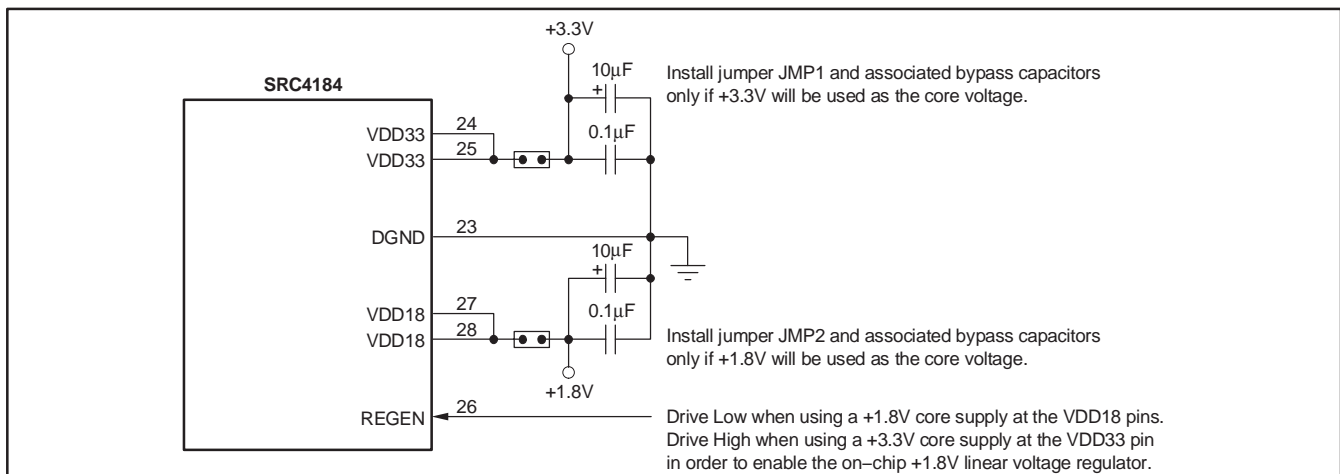 +3.3V
10μF
+
Install jumper JMP1 and associated bypass capacitors
only if +3.3V will be used as the core voltage.
SRC4184
VDD33 24
0.1μF
VDD33 25
DGND 23
10μF
+
VDD18 27
0.1μF
VDD18 28
Install jumper JMP2 and associated bypass capacitors
only if +1.8V will be used as the core voltage.
+1.8V
REGEN 26
Drive Low when using a +1.8V core supply at the VDD18 pins.
Drive High when using a +3.3V core supply at the VDD33 pin
in order to enable the on−chip +1.8V linear voltage regulator.